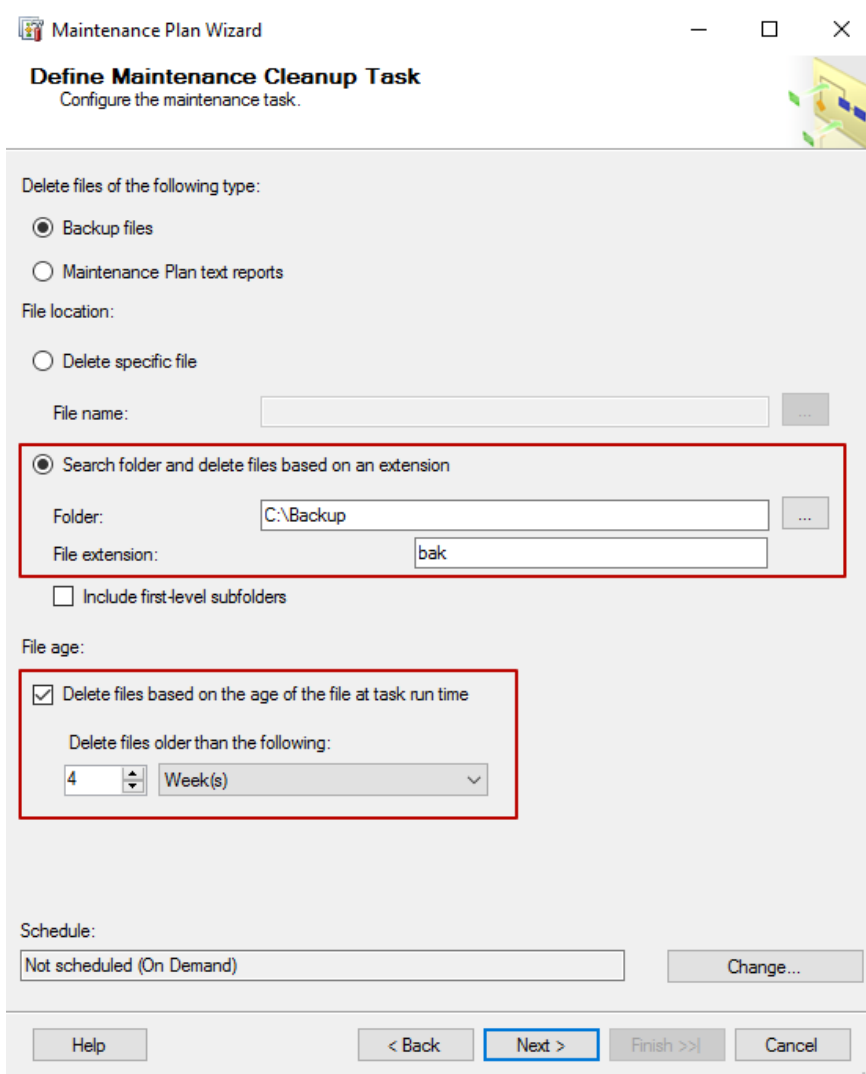 Maintenance Plan Wizard
Define Maintenance Cleanup Task
Configure the maintenance task.
Delete files of the following type:
Backup files
Maintenance Plan text reports
File location:
Delete specific file
File name:
...
Search folder and delete files based on an extension
Folder: C:\Backup ...
File extension: bak
Include first-level subfolders
File age:
Delete files based on the age of the file at task run time
Delete files older than the following:
4 Week(s)
Schedule:
Not scheduled (On Demand) Change...
Help < Back Next > Finish >>| Cancel